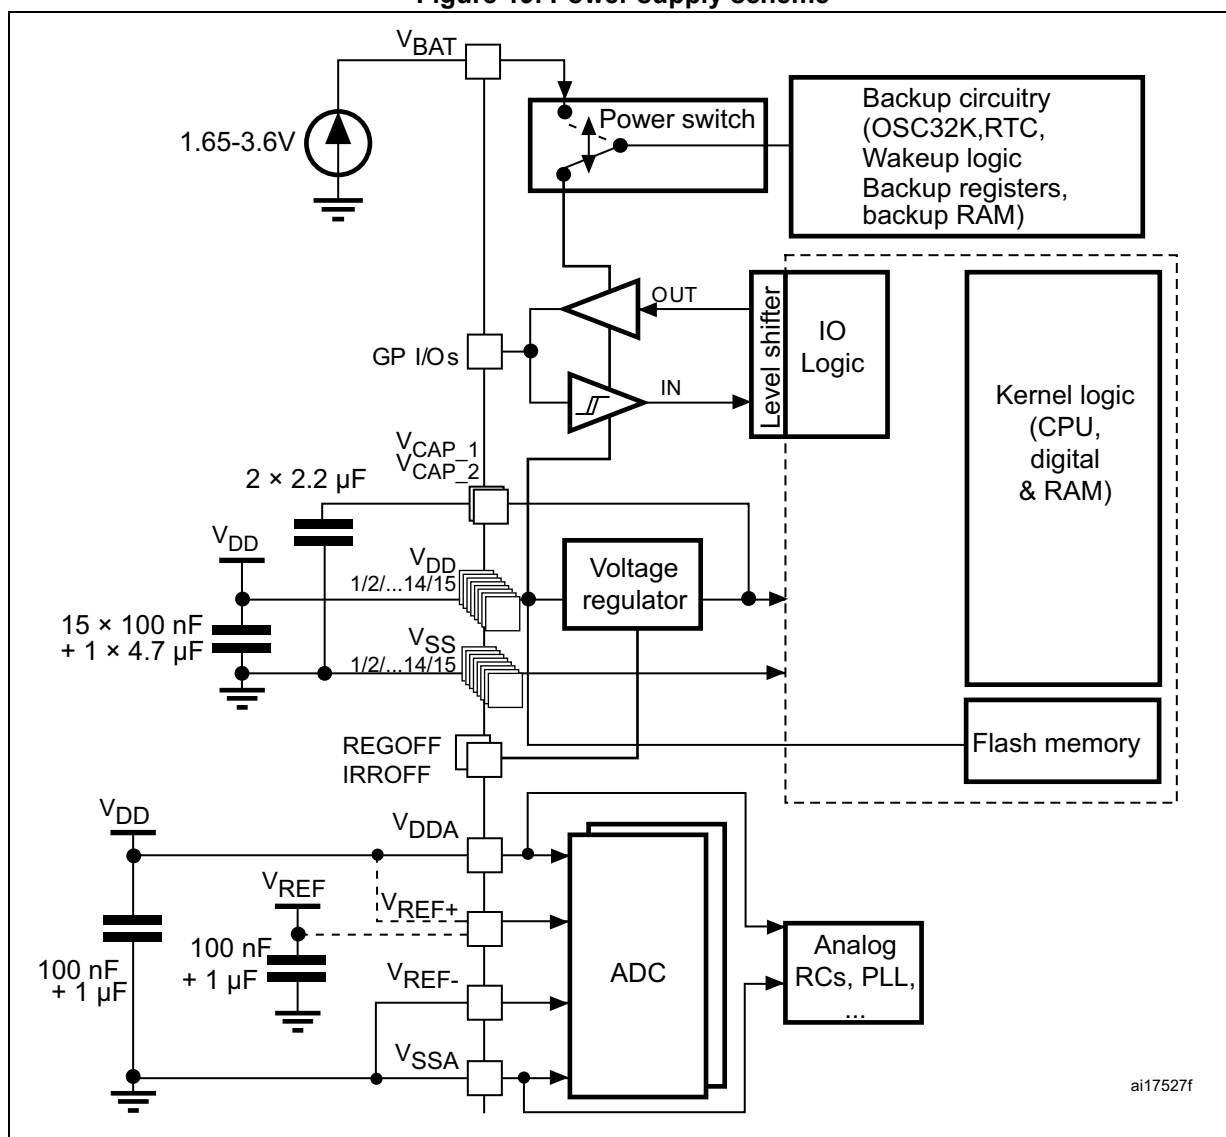 Figure 19. Power supply scheme
VBAT
1.65-3.6V
Power switch
Backup circuitry
(OSC32K,RTC,
Wakeup logic
Backup registers,
backup RAM)
OUT
GP I/Os
IN
Level shifter
IO
Logic
Kernel logic
(CPU,
digital
& RAM)
VCAP_1
VCAP_2
2 × 2.2 µF
VDD
VDD
1/2/...14/15
Voltage
regulator
15 × 100 nF
+ 1 × 4.7 µF
VSS
1/2/...14/15
REGOFF
IRROFF
Flash memory
VDD
VDDA
VREF
VREF+
100 nF
+ 1 µF
100 nF
+ 1 µF
VREF-
ADC
Analog
RCs, PLL,
...
VSSA
ai17527f